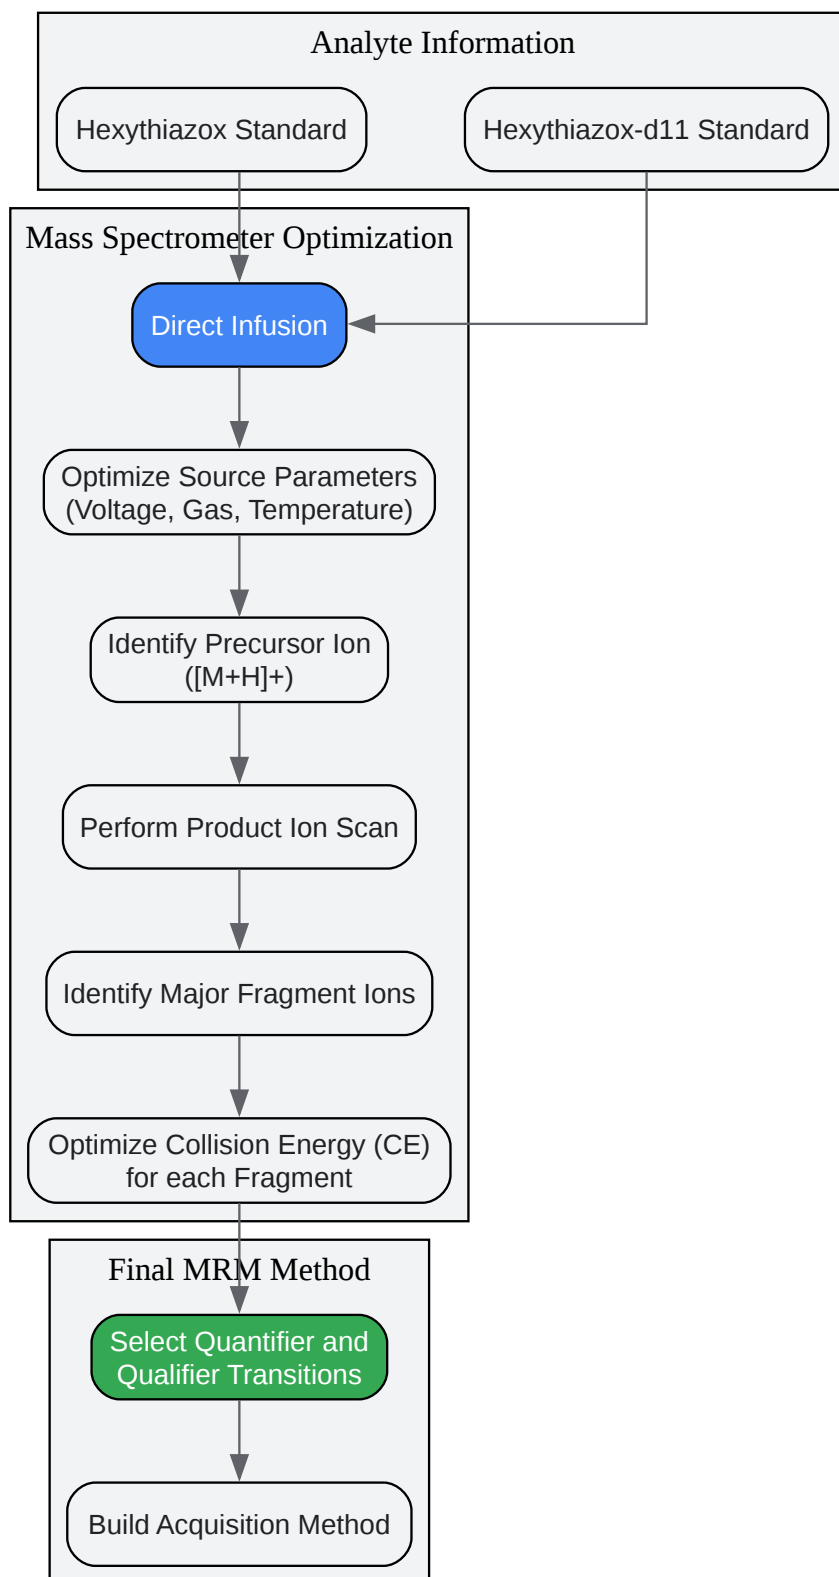 Analyte Information
Hexythiazox Standard
Hexythiazox-d11 Standard
Mass Spectrometer Optimization
Direct Infusion
Optimize Source Parameters
(Voltage, Gas, Temperature)
Identify Precursor Ion
([M+H]+)
Perform Product Ion Scan
Identify Major Fragment Ions
Optimize Collision Energy (CE)
for each Fragment
Final MRM Method
Select Quantifier and
Qualifier Transitions
Build Acquisition Method